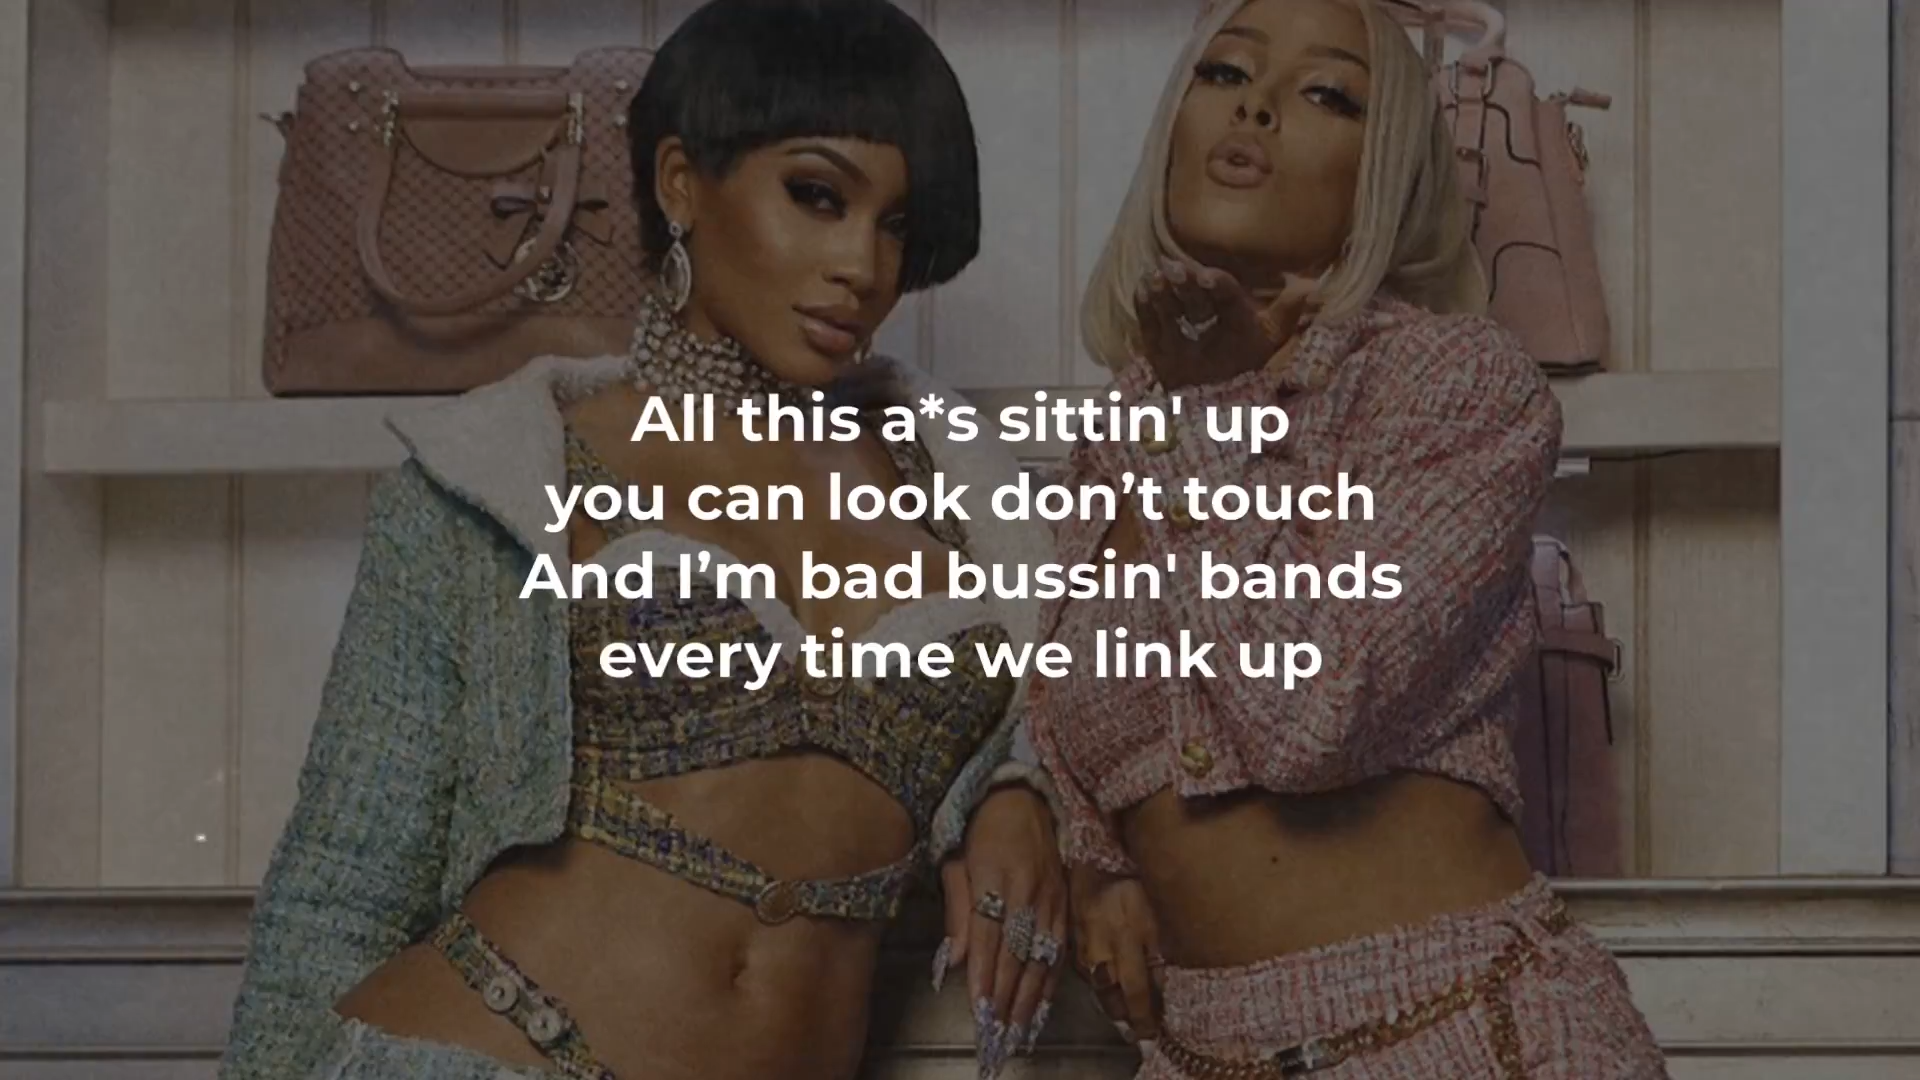 All this a*s sittin' up
you can look don’t touch
And I’m bad bussin' bands
every time we link up